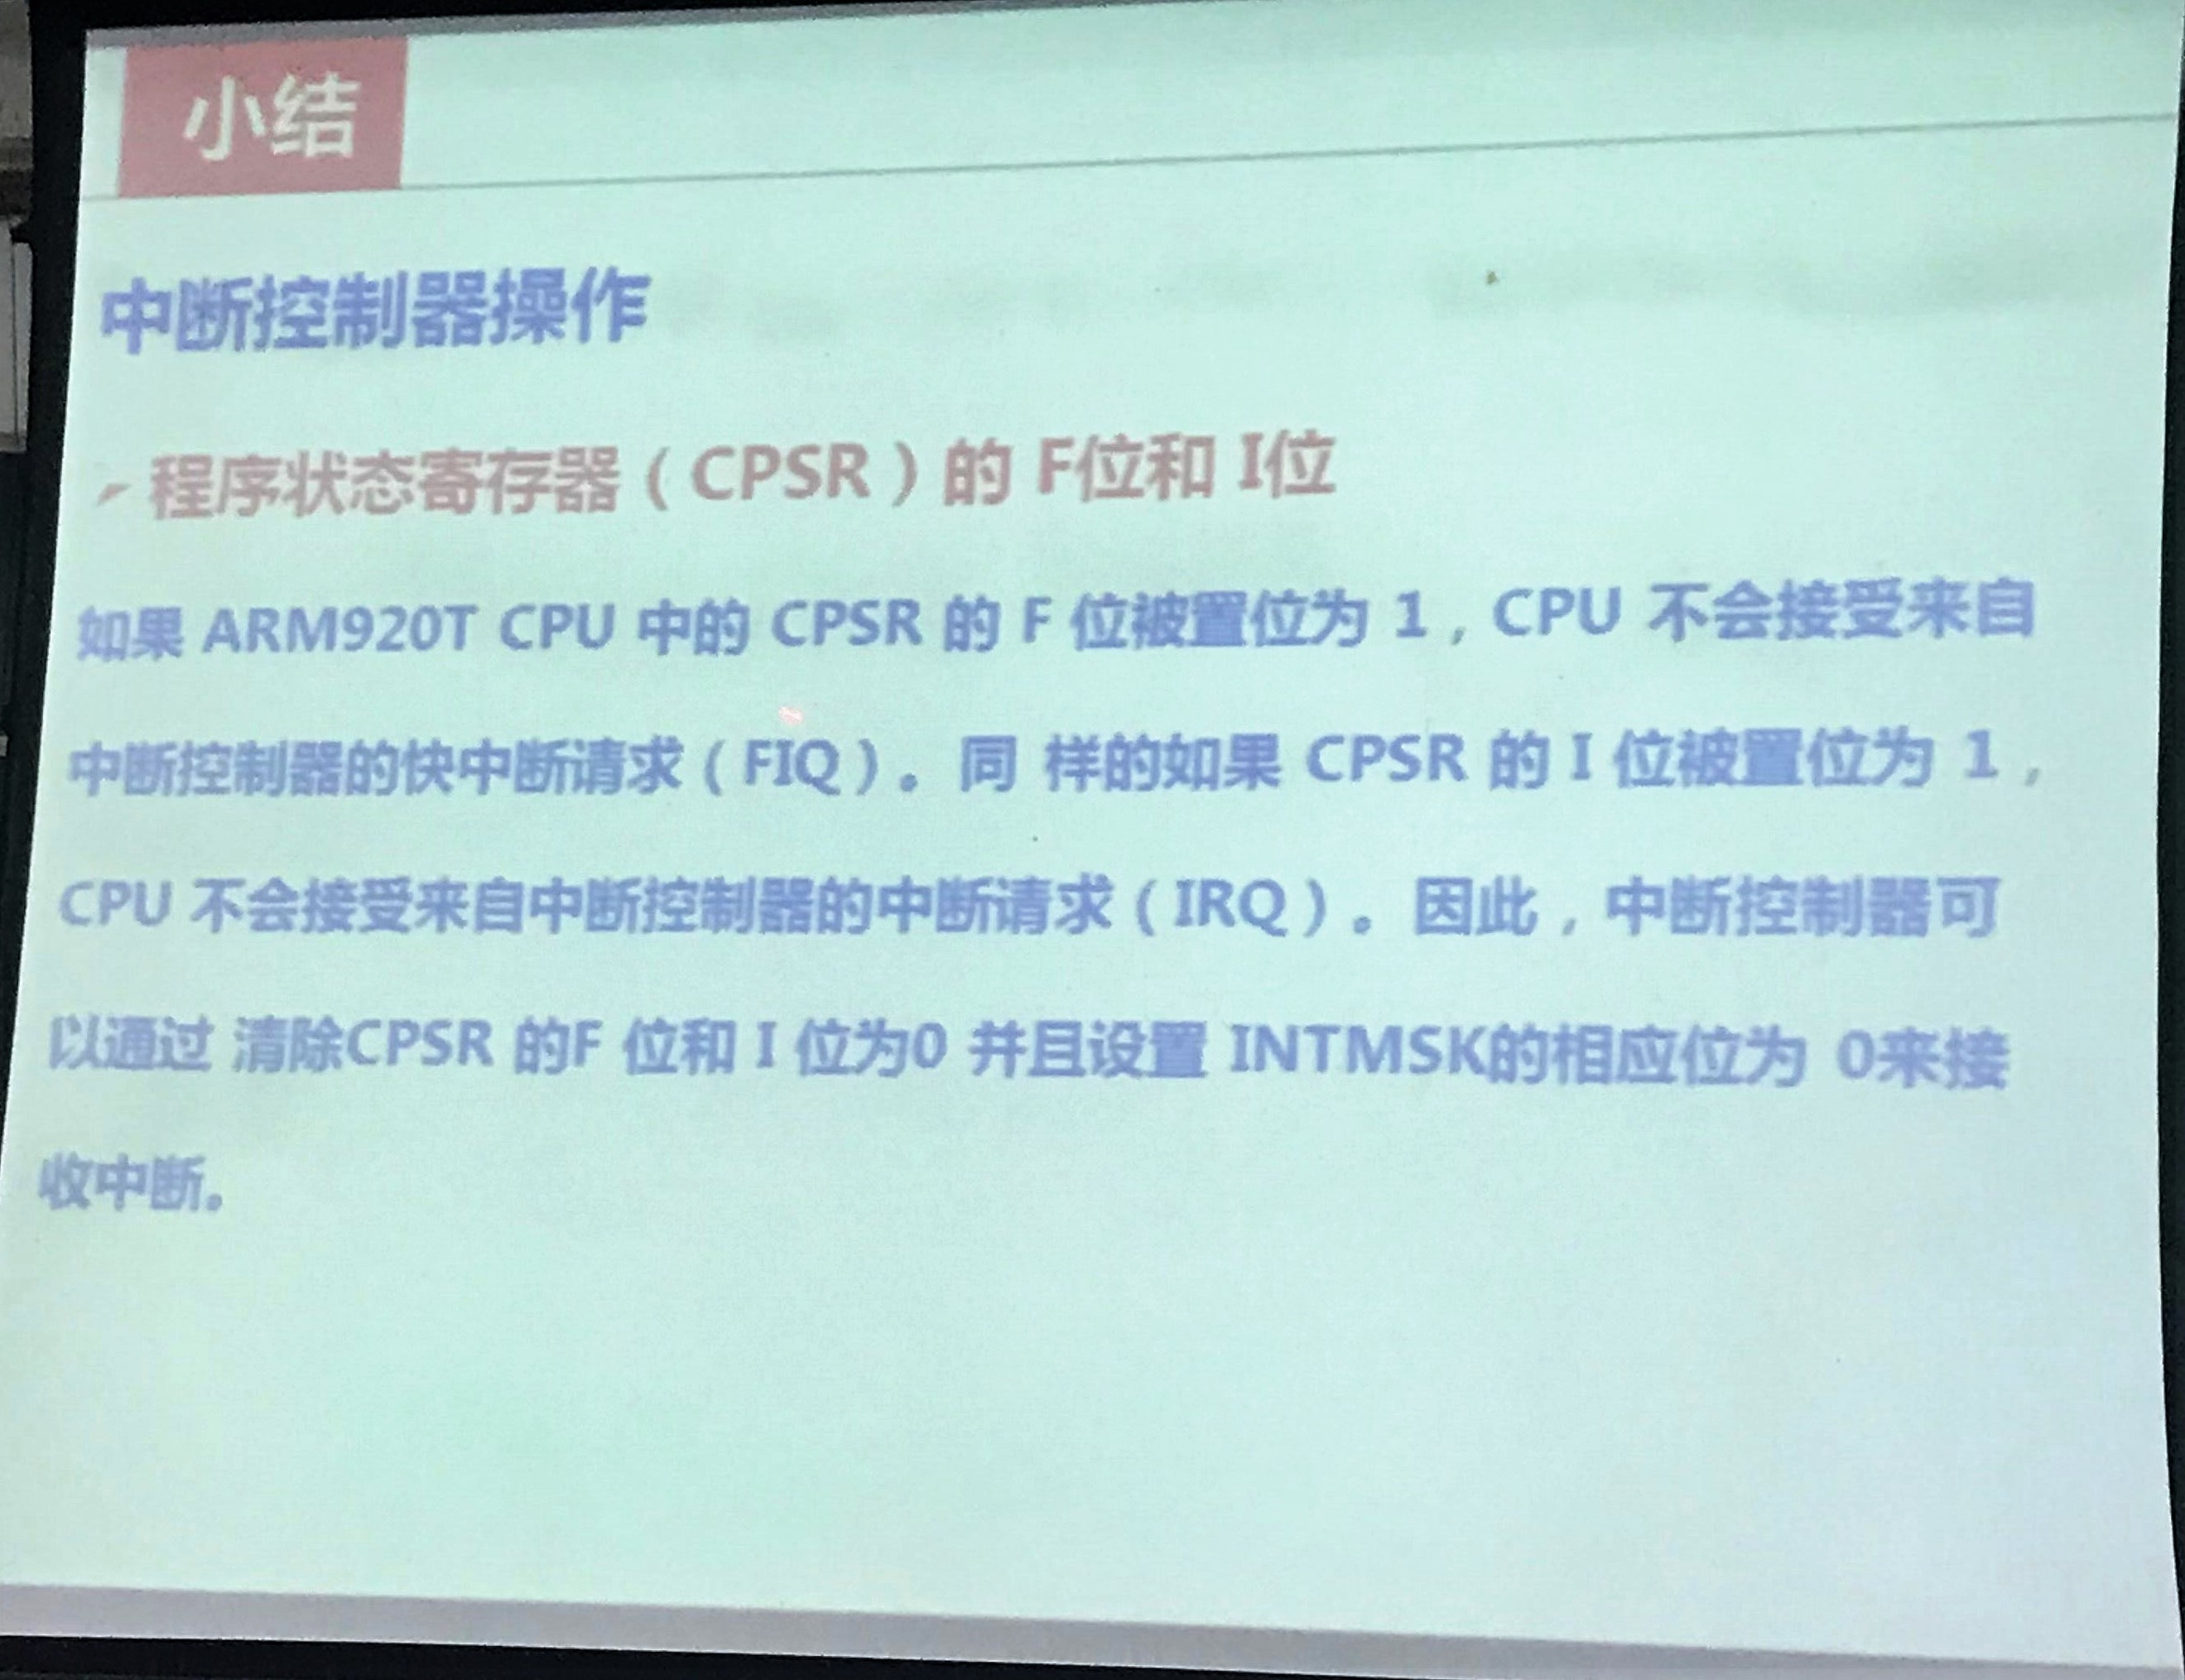 小结
中断控制器操作
程序状态寄存器（CPSR）的 F位和 I位
如果 ARM920T CPU 中的 CPSR 的 F 位被置位为 1，CPU 不会接受来自
中断控制器的快中断请求（FIQ）。同 样的如果 CPSR 的 I 位被置位为 1，
CPU 不会接受来自中断控制器的中断请求（IRQ）。因此，中断控制器可
以通过 清除CPSR 的F 位和 I 位为0 并且设置 INTMSK的相应位为 0来接
收中断。